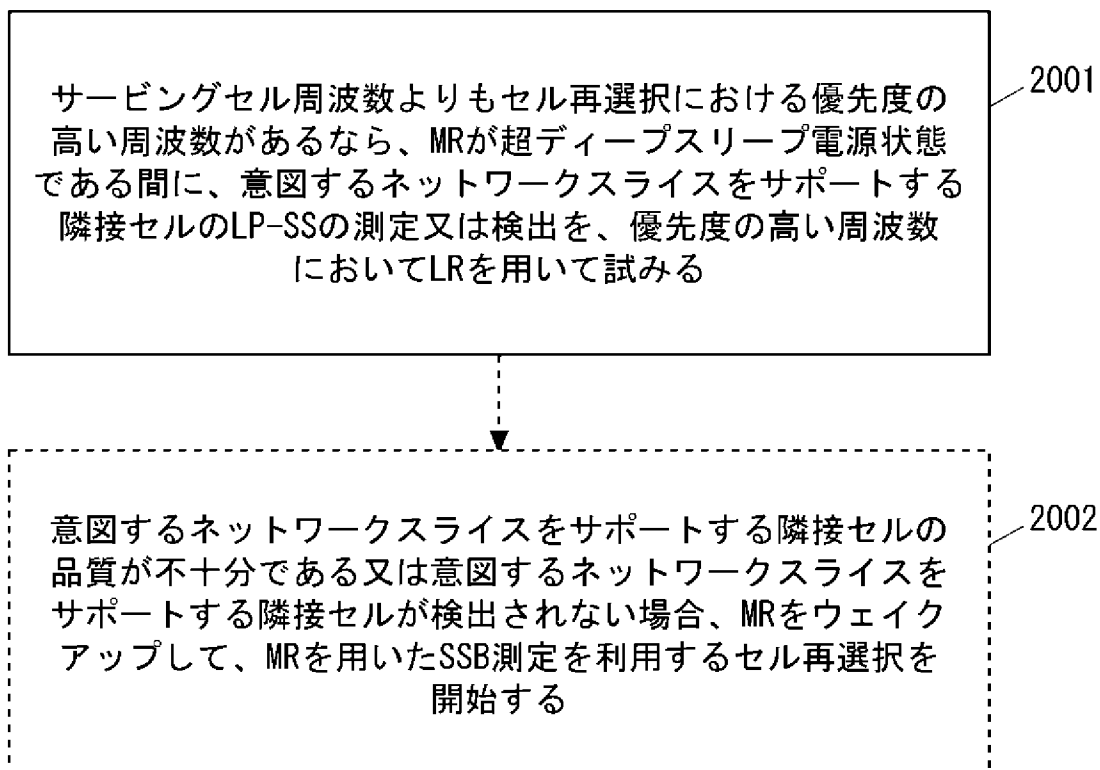 サービングセル周波数よりもセル再選択における優先度の
高い周波数があるなら、MRが超ディープスリープ電源状態
である間に、意図するネットワークスライスをサポートする
隣接セルのLP-SSの測定又は検出を、優先度の高い周波数
においてLRを用いて試みる
2001
意図するネットワークスライスをサポートする隣接セルの
品質が不十分である又は意図するネットワークスライスを
サポートする隣接セルが検出されない場合、MRをウェイク
アップして、MRを用いたSSB測定を利用するセル再選択を
開始する
2002